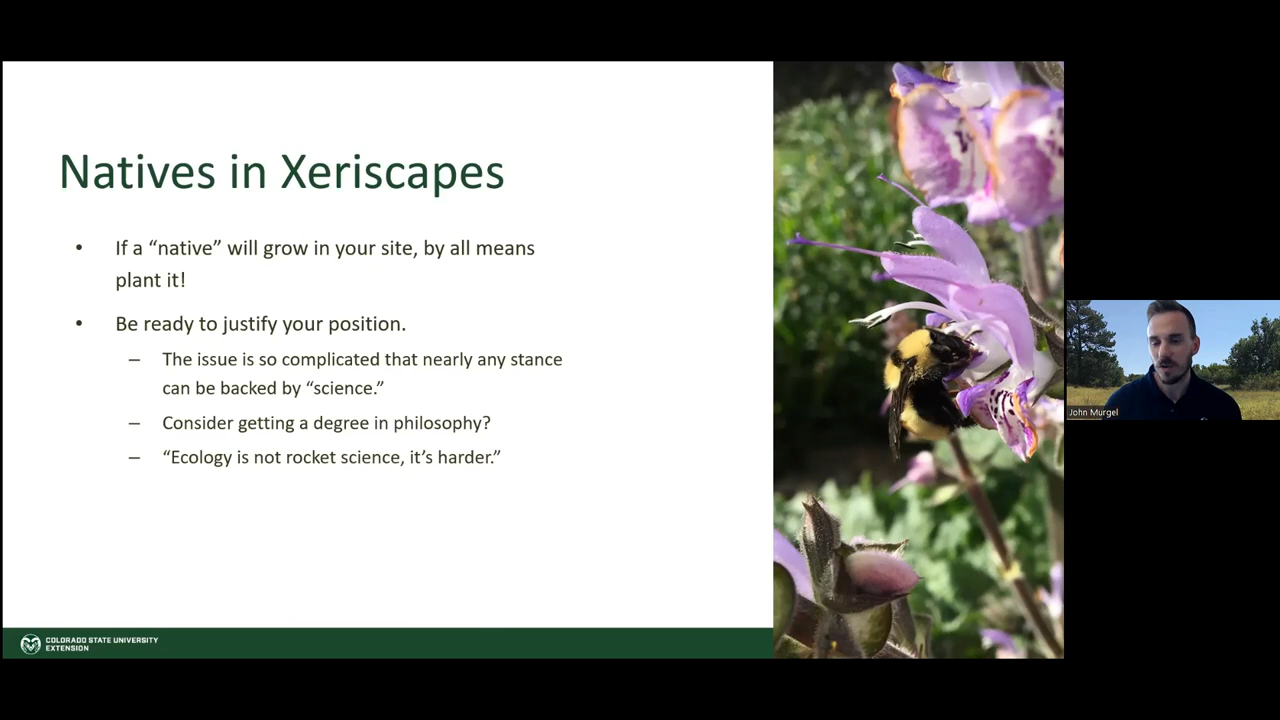 Natives in Xeriscapes
• If a “native” will grow in your site, by all means
plant it!
• Be ready to justify your position.
– The issue is so complicated that nearly any stance
can be backed by “science.”
– Consider getting a degree in philosophy?
– “Ecology is not rocket science, it’s harder.”
John Murgel
COLORADO STATE UNIVERSITY
EXTENSION